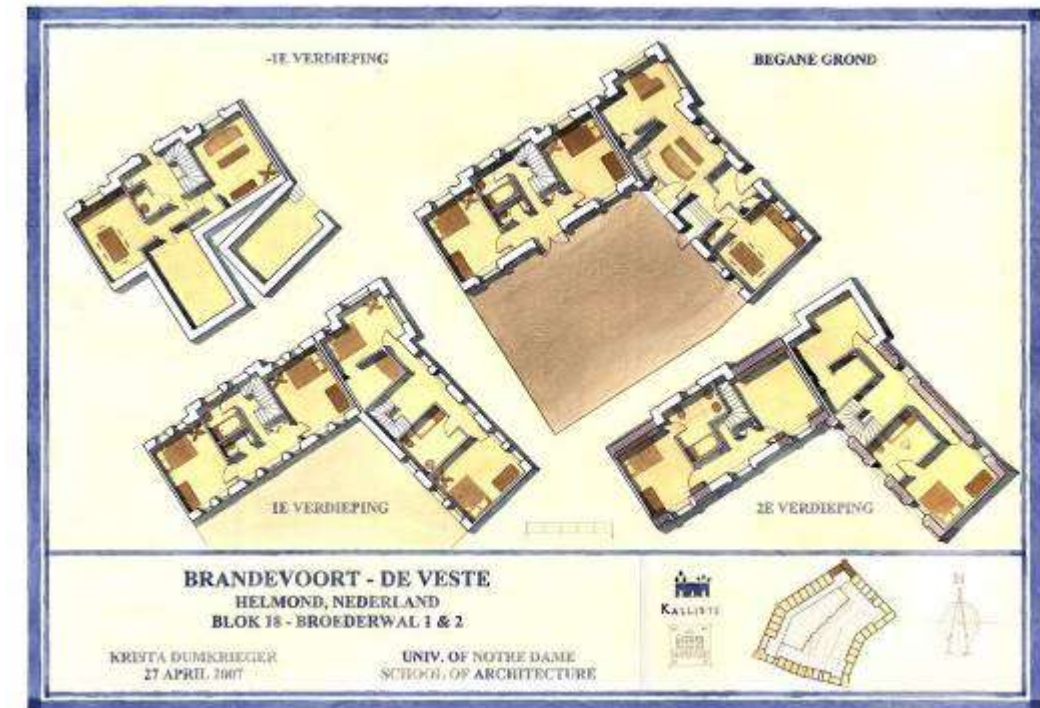 -1E VERDIEPING
BEGANE GROND
1E VERDIEPING
2E VERDIEPING
BRANDEVOORT - DE VESTE
HELMOND, NEDERLAND
BLOK 18 - BROEDERWAL 1 & 2
KRISTA DUMKRIEGER
27 APRIL 2007
UNIV. OF NOTRE DAME
SCHOOL OF ARCHITECTURE
KALLISTE
N